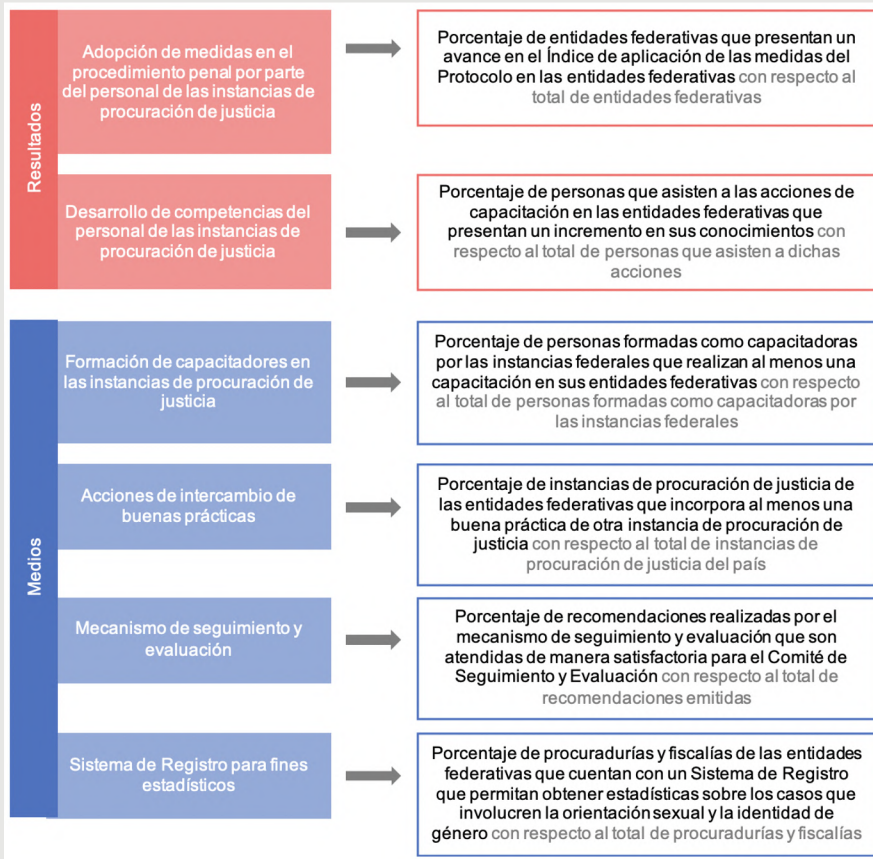 Resultados
Adopción de medidas en el
procedimiento penal por parte
del personal de las instancias de
procuración de justicia
Porcentaje de entidades federativas que presentan un
avance en el Índice de aplicación de las medidas del
Protocolo en las entidades federativas con respecto al
total de entidades federativas
Desarrollo de competencias del
personal de las instancias de
procuración de justicia
Porcentaje de personas que asisten a las acciones de
capacitación en las entidades federativas que
presentan un incremento en sus conocimientos con
respecto al total de personas que asisten a dichas
acciones
Medios
Formación de capacitadores en
las instancias de procuración de
justicia
Porcentaje de personas formadas como capacitadoras
por las instancias federales que realizan al menos una
capacitación en sus entidades federativas con respecto
al total de personas formadas como capacitadoras por
las instancias federales
Acciones de intercambio de
buenas prácticas
Porcentaje de instancias de procuración de justicia de
las entidades federativas que incorpora al menos una
buena práctica de otra instancia de procuración de
justicia con respecto al total de instancias de
procuración de justicia del país
Mecanismo de seguimiento y
evaluación
Porcentaje de recomendaciones realizadas por el
mecanismo de seguimiento y evaluación que son
atendidas de manera satisfactoria para el Comité de
Seguimiento y Evaluación con respecto al total de
recomendaciones emitidas
Sistema de Registro para fines
estadísticos
Porcentaje de procuradurías y fiscalías de las entidades
federativas que cuentan con un Sistema de Registro
que permitan obtener estadísticas sobre los casos que
involucren la orientación sexual y la identidad de
género con respecto al total de procuradurías y fiscalías